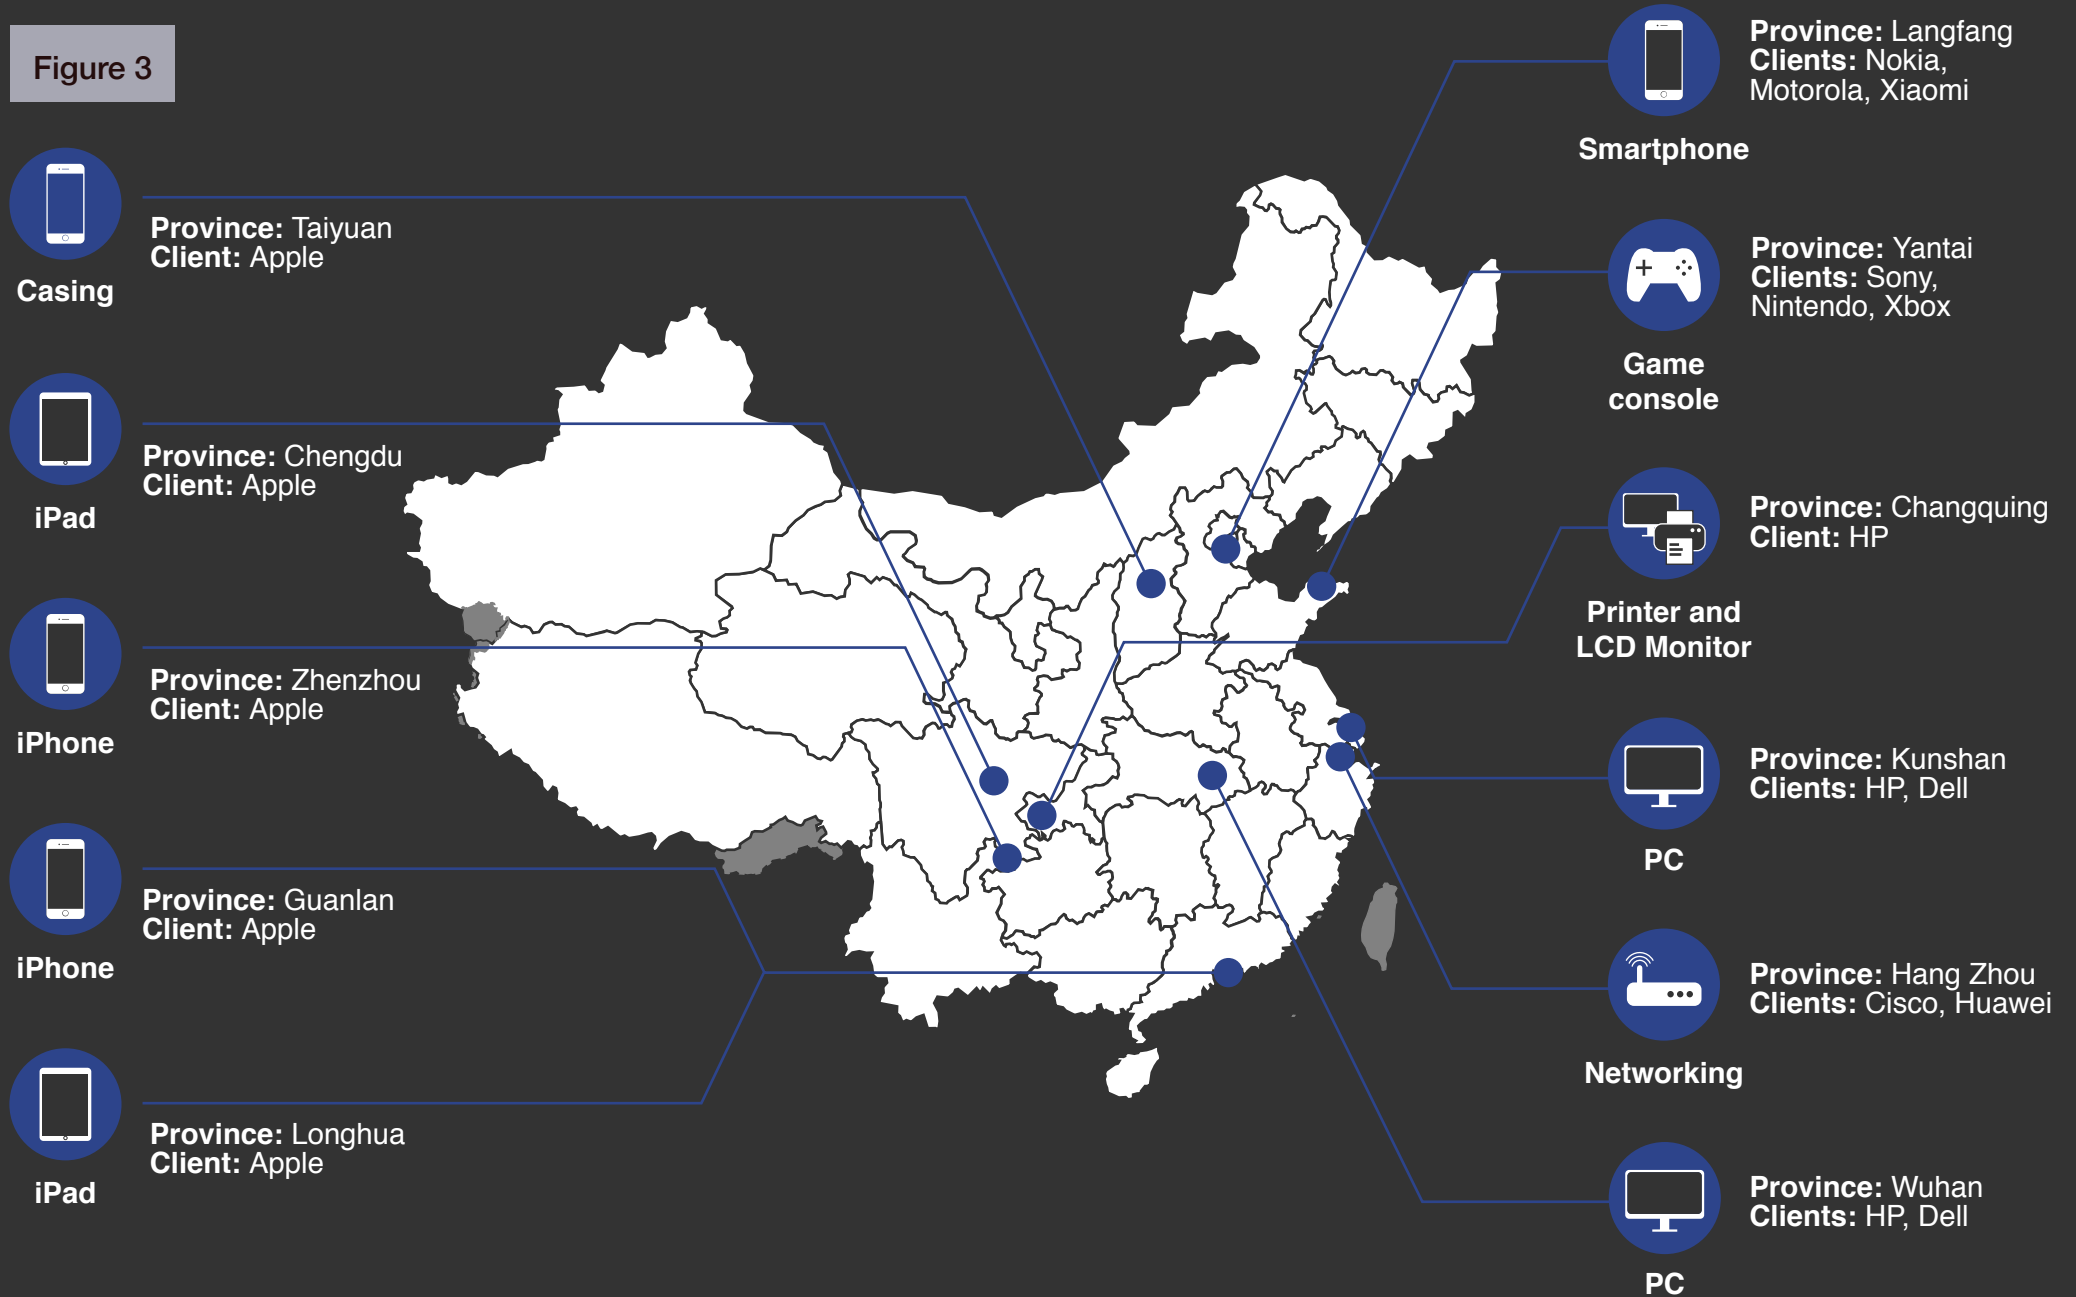 Figure 3
Casing
Province: Taiyuan
Client: Apple
iPad
Province: Chengdu
Client: Apple
iPhone
Province: Zhenzhou
Client: Apple
iPhone
Province: Guanlan
Client: Apple
iPad
Province: Longhua
Client: Apple
Smartphone
Province: Langfang
Clients: Nokia,
Motorola, Xiaomi
Game
console
Province: Yantai
Clients: Sony,
Nintendo, Xbox
Printer and
LCD Monitor
Province: Changquing
Client: HP
PC
Province: Kunshan
Clients: HP, Dell
Networking
Province: Hang Zhou
Clients: Cisco, Huawei
PC
Province: Wuhan
Clients: HP, Dell